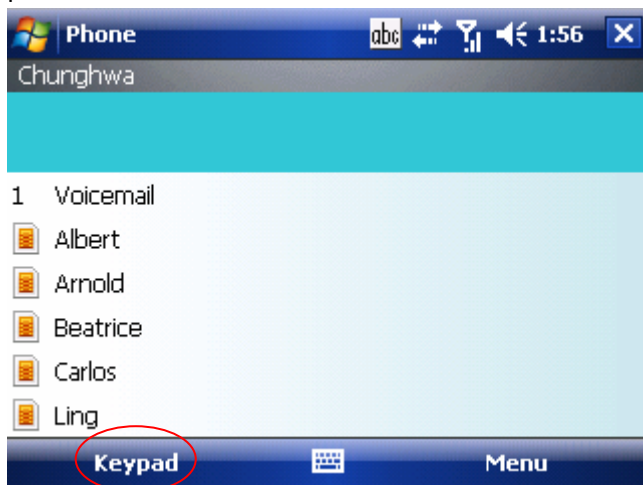 Phone abc 1:56
Chunghwa
1 Voicemail
Albert
Arnold
Beatrice
Carlos
Ling
Keypad Menu